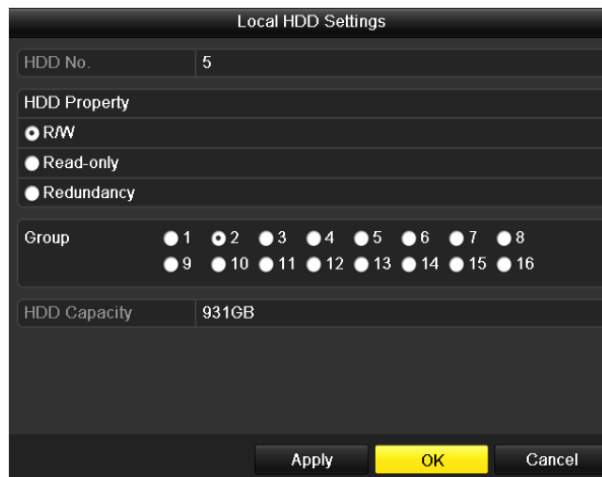 Local HDD Settings
HDD No. 5
HDD Property
R/W
Read-only
Redundancy
Group 1 2 3 4 5 6 7 8
9 10 11 12 13 14 15 16
HDD Capacity 931GB
Apply OK Cancel